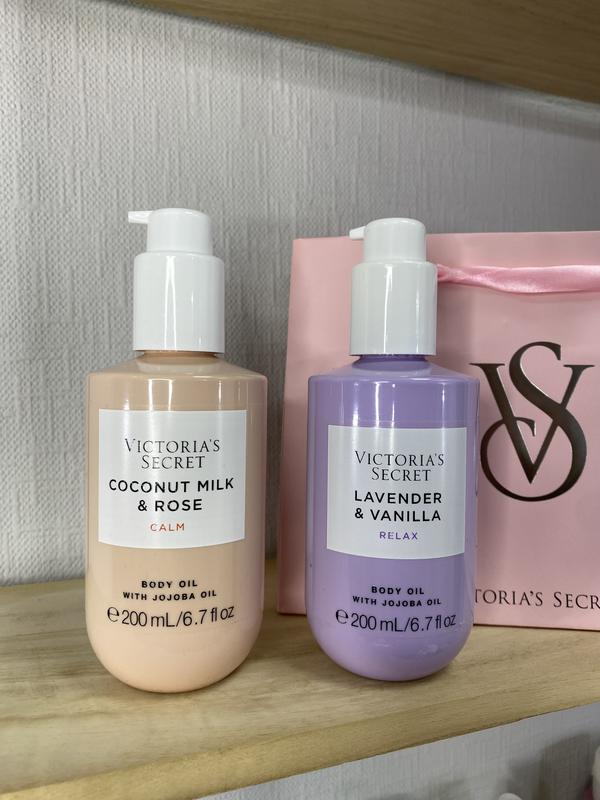 VICTORIA'S
SECRET
COCONUT MILK
& ROSE
CALM
BODY OIL
WITH JOJOBA OIL
℮ 200 mL/6.7 fl oz
VICTORIA'S
SECRET
LAVENDER
& VANILLA
RELAX
BODY OIL
WITH JOJOBA OIL
℮ 200 mL/6.7 fl oz
VS
TORIA'S SECR